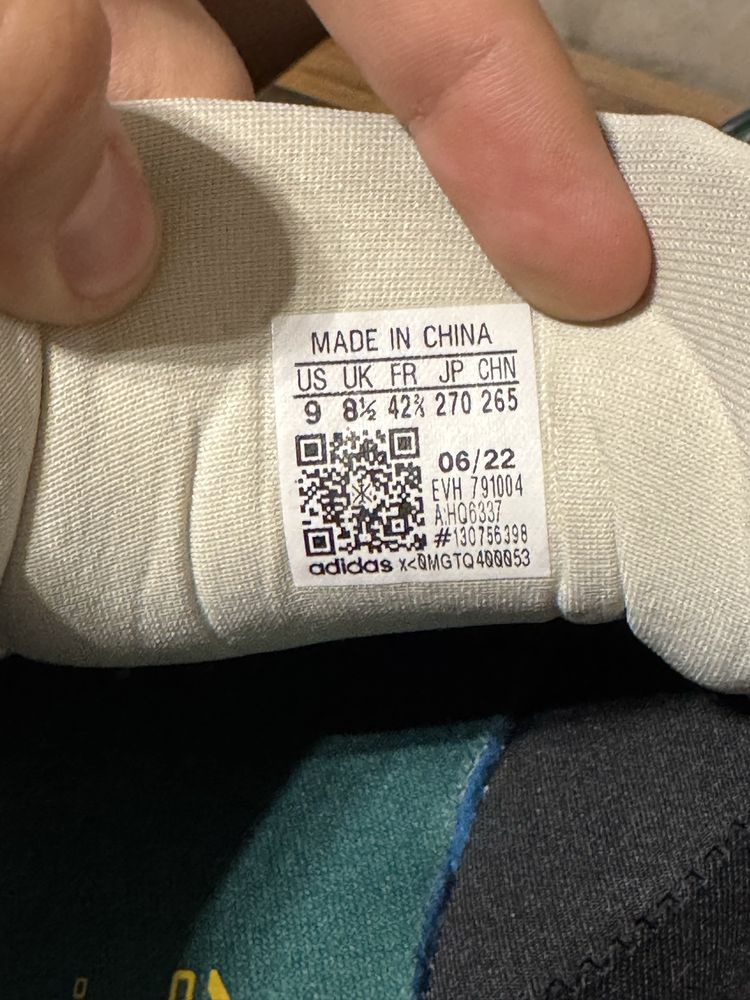 MADE IN CHINA
US UK FR JP CHN
9 8½ 42⅔ 270 265
06/22
EVH 791004
A:HQ6337
#130756398
adidas x<0MGTQ400053